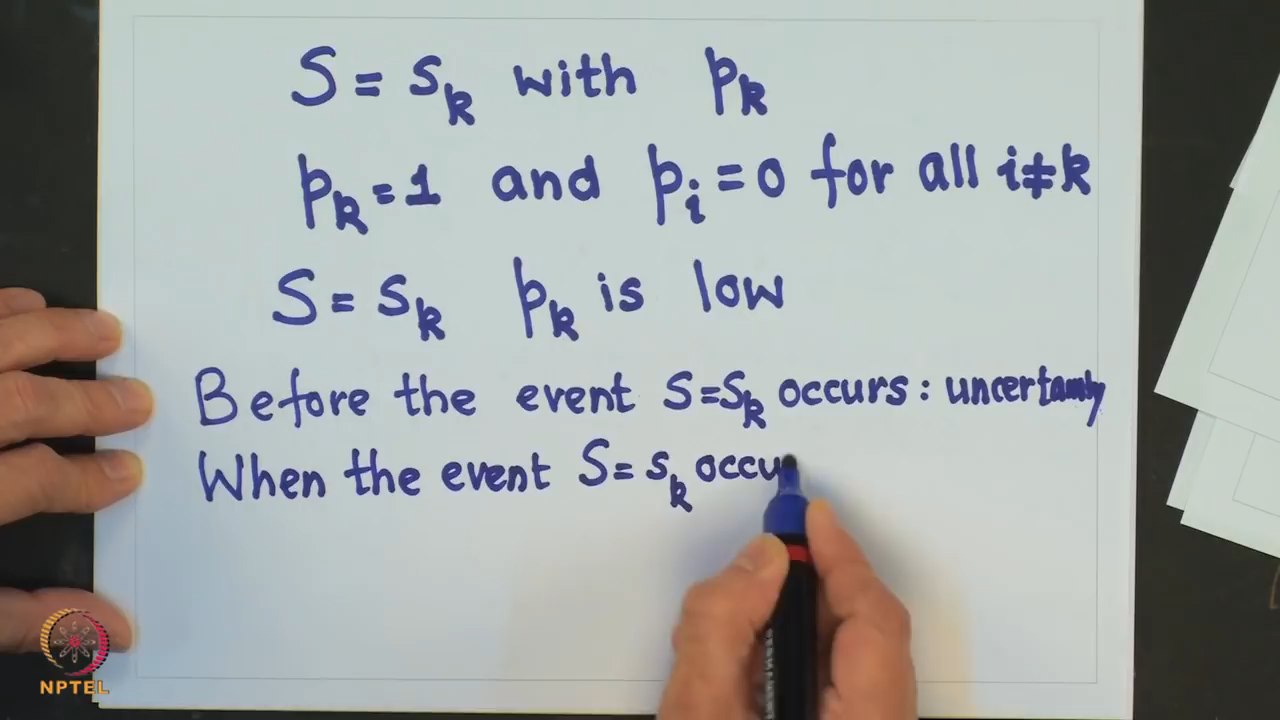 S = s_k with p_k
p_k = 1 and p_i = 0 for all i ≠ k
S = s_k p_k is low
Before the event S = s_k occurs : uncertainty
When the event S = s_k occu
NPTEL